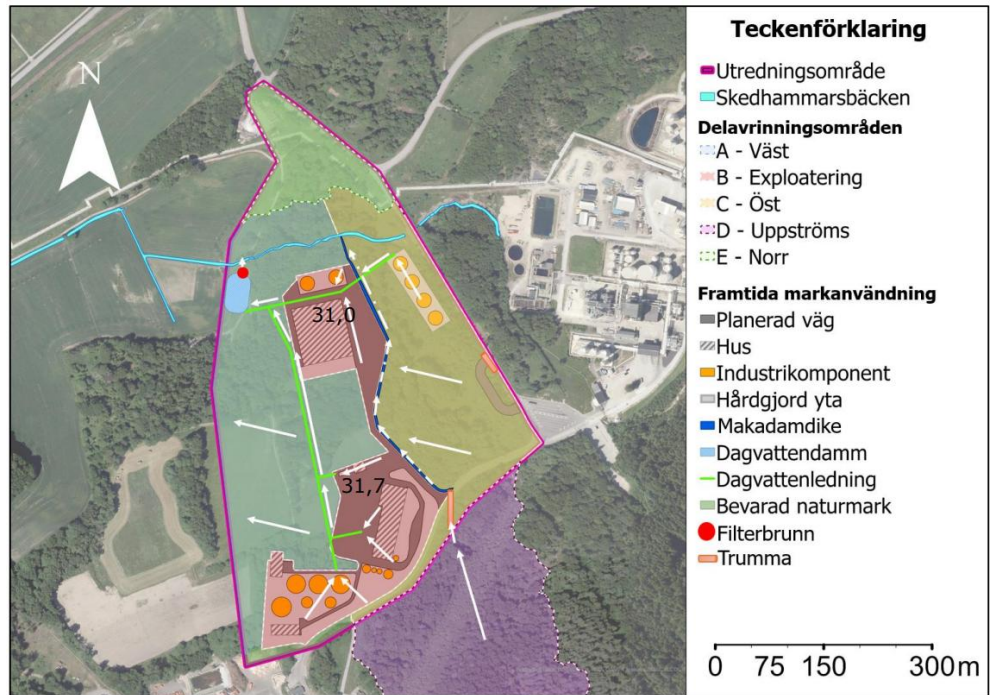 Teckenförklaring
Utredningsområde
Skedhammarsbäcken
Delavrinningsområden
A - Väst
B - Exploatering
C - Öst
D - Uppströms
E - Norr
Framtida markanvändning
Planerad väg
Hus
Industrikomponent
Hårdgjord yta
Makadamdike
Dagvattendamm
Dagvattenledning
Bevarad naturmark
Filterbrunn
Trumma
0 75 150 300 m
N
31,0
31,7